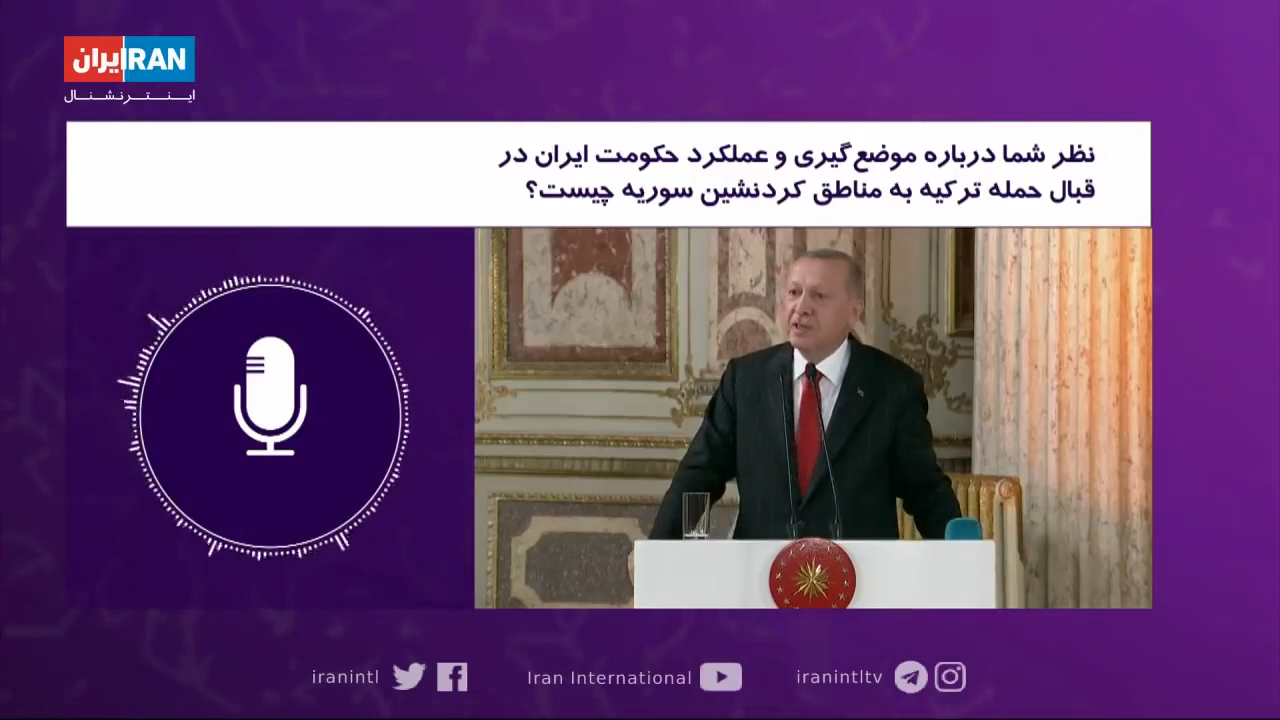 ایران IRAN
اینترنشنال
نظر شما درباره موضع‌گیری و عملکرد حکومت ایران در
قبال حمله ترکیه به مناطق کردنشین سوریه چیست؟
iranintl
Iran International
iranintltv